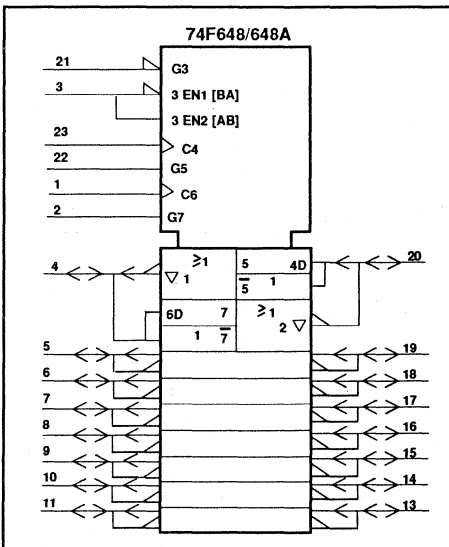 74F648/648A
21 G3
3 3 EN1 [BA]
3 EN2 [AB]
23 C4
22 G5
1 C6
2 G7
4 ≥1 5 4D 20
▽ 1 5̅ 1
6D 7 ≥1
1 7̅ 2 ▽
5 19
6 18
7 17
8 16
9 15
10 14
11 13